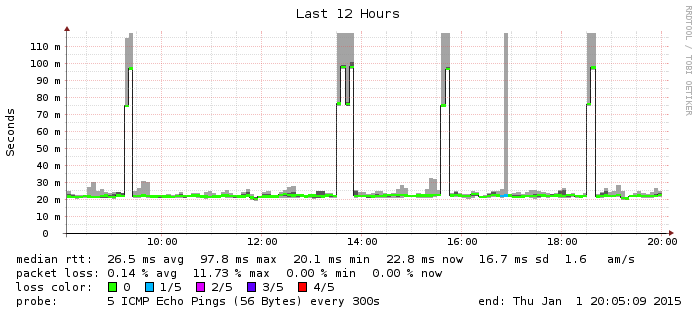 Last 12 Hours
RRDTOOL / TOBI OETIKER
Seconds
110 m
100 m
90 m
80 m
70 m
60 m
50 m
40 m
30 m
20 m
10 m
0
10:00 12:00 14:00 16:00 18:00 20:00
median rtt: 26.5 ms avg 97.8 ms max 20.1 ms min 22.8 ms now 16.7 ms sd 1.6 am/s
packet loss: 0.14 % avg 11.73 % max 0.00 % min 0.00 % now
loss color: 0 1/5 2/5 3/5 4/5
probe: 5 ICMP Echo Pings (56 Bytes) every 300s end: Thu Jan 1 20:05:09 2015